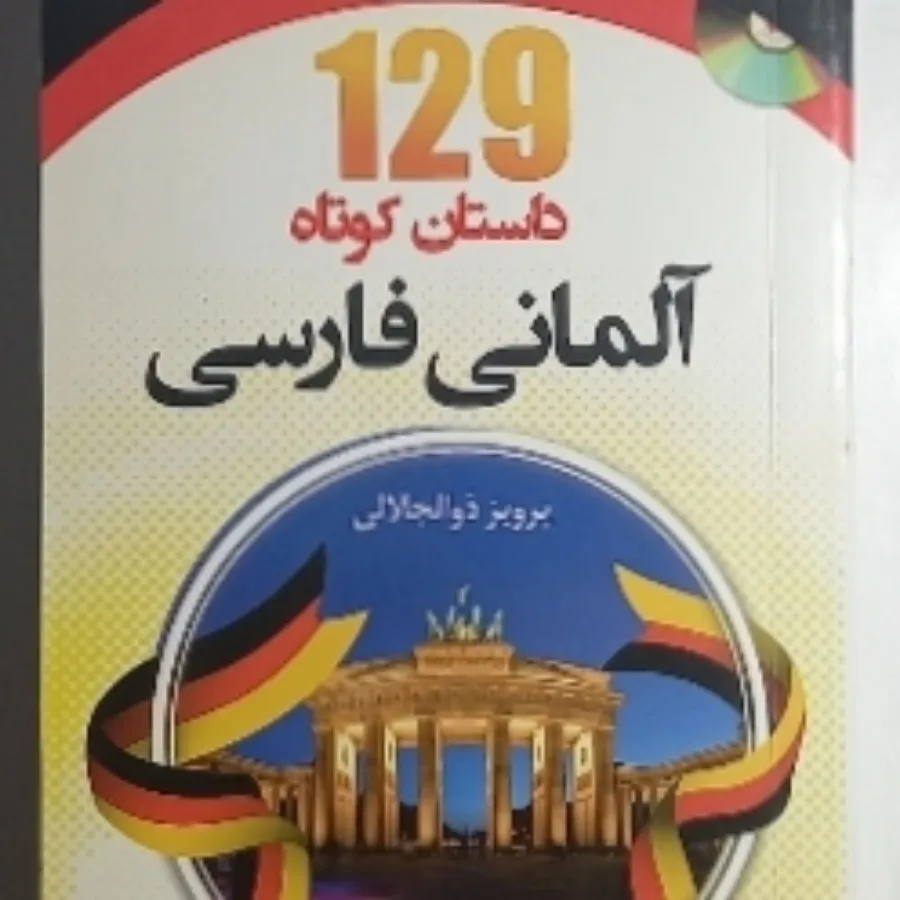 129
داستان کوتاه
آلمانی فارسی
پرویز ذوالجلالی